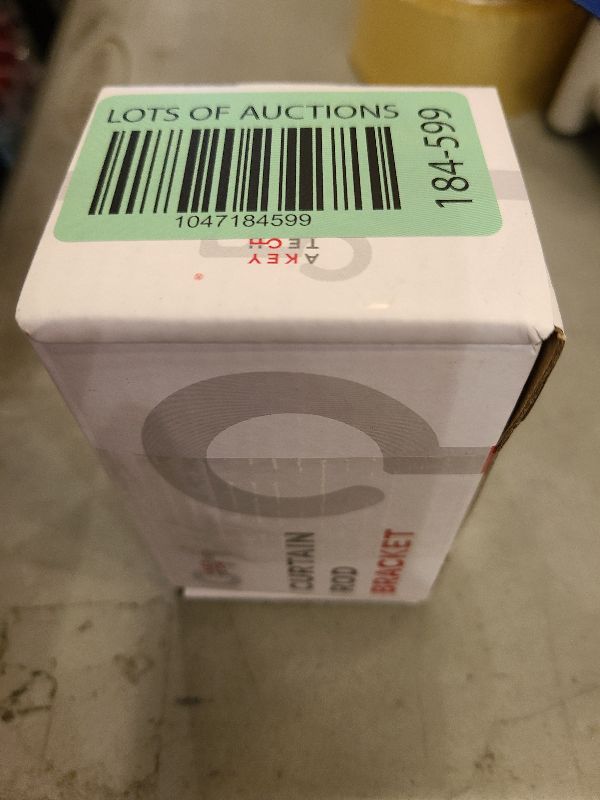 LOTS OF AUCTIONS
184-599
1047184599
AKEY
TECH
CURTAIN
ROD
BRACKET